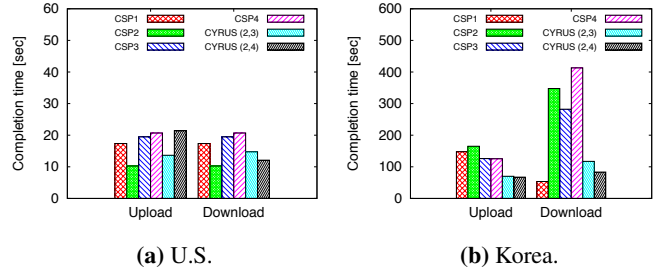 60
50
40
30
20
10
0
Completion time [sec]
CSP1
CSP2
CSP3
CSP4
CYRUS (2,3)
CYRUS (2,4)
Upload
Download
(a) U.S.
600
500
400
300
200
100
0
Completion time [sec]
CSP1
CSP2
CSP3
CSP4
CYRUS (2,3)
CYRUS (2,4)
Upload
Download
(b) Korea.